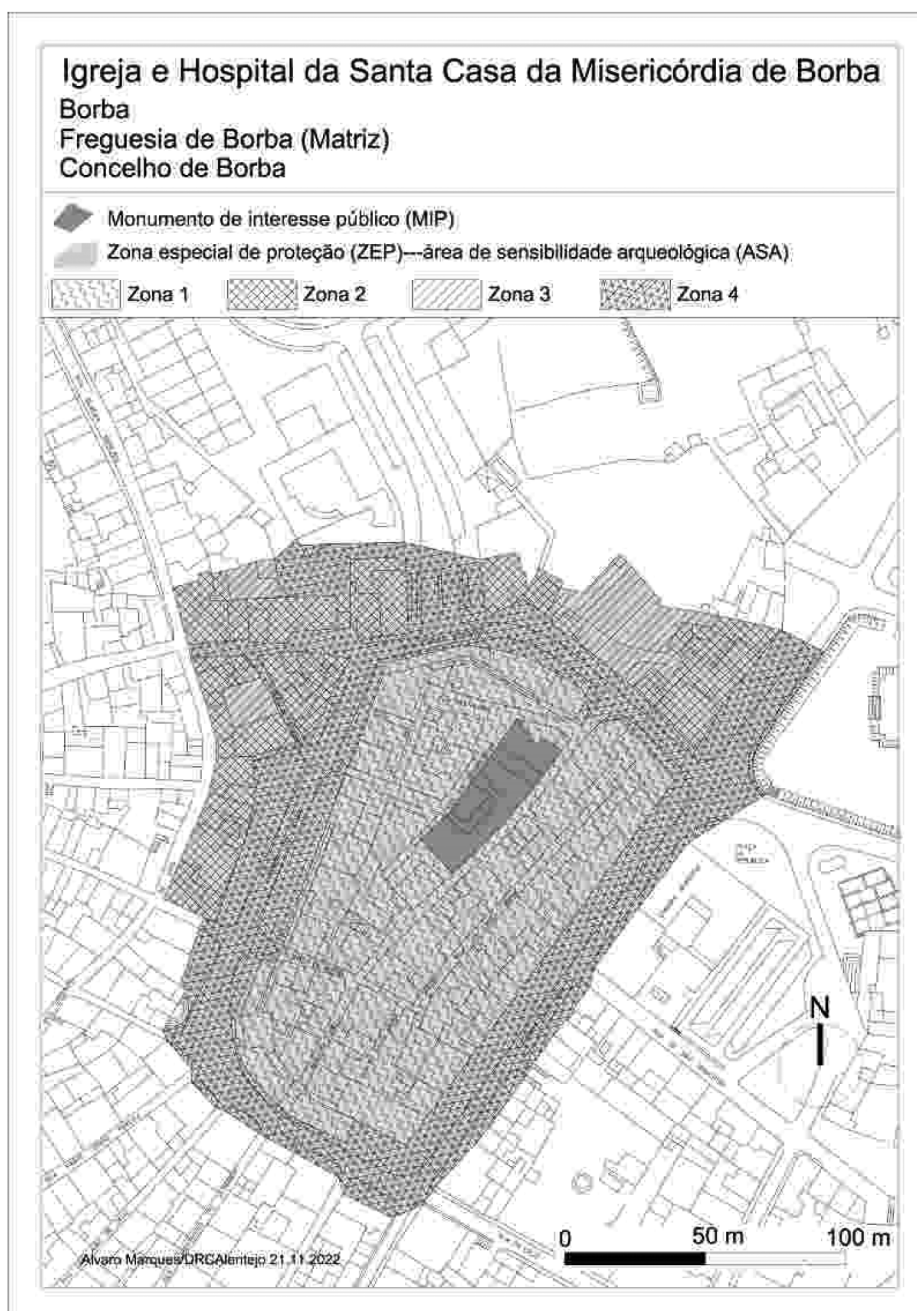 Igreja e Hospital da Santa Casa da Misericórdia de Borba
Borba
Freguesia de Borba (Matriz)
Concelho de Borba
Monumento de interesse público (MIP)
Zona especial de proteção (ZEP)---área de sensibilidade arqueológica (ASA)
Zona 1 Zona 2 Zona 3 Zona 4
N
0 50 m 100 m
Alvaro Marques/DRCAlentejo 21.11.2022